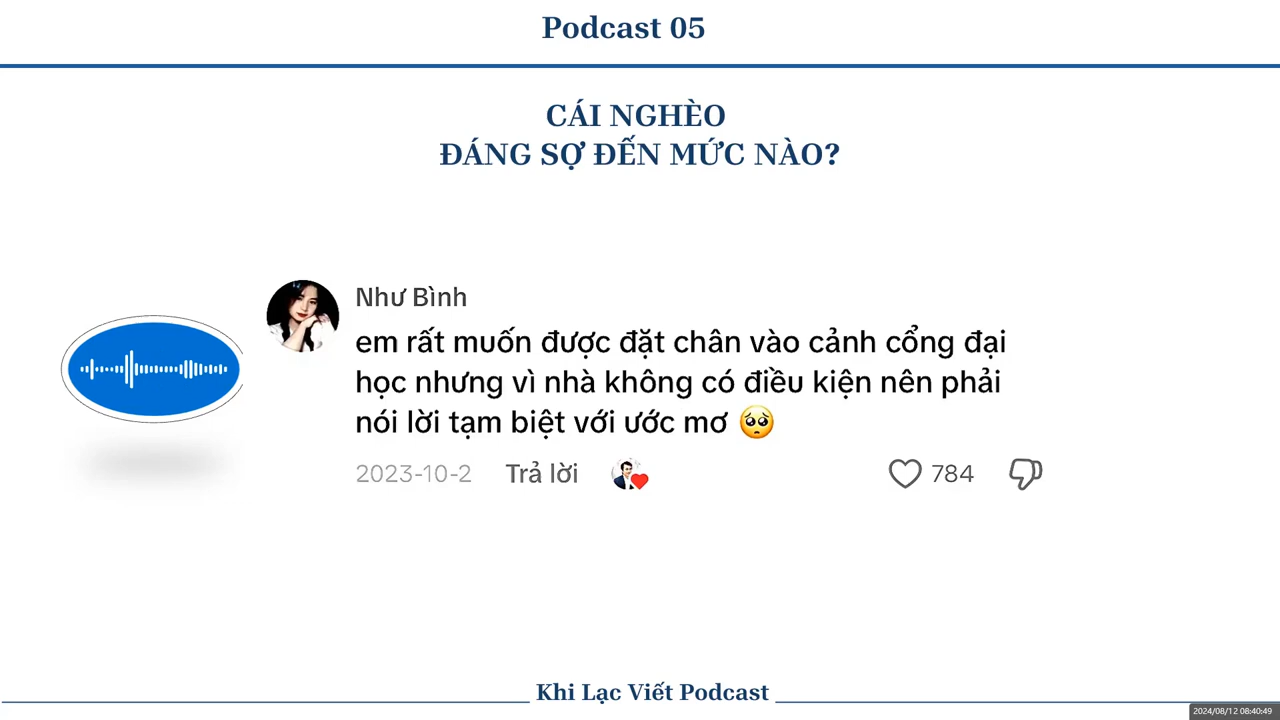 Podcast 05
CÁI NGHÈO
ĐÁNG SỢ ĐẾN MỨC NÀO?
Như Bình
em rất muốn được đặt chân vào cảnh cổng đại
học nhưng vì nhà không có điều kiện nên phải
nói lời tạm biệt với ước mơ 🥺
2023-10-2 Trả lời 784
Khi Lạc Viết Podcast
2024/08/12 08:40:49